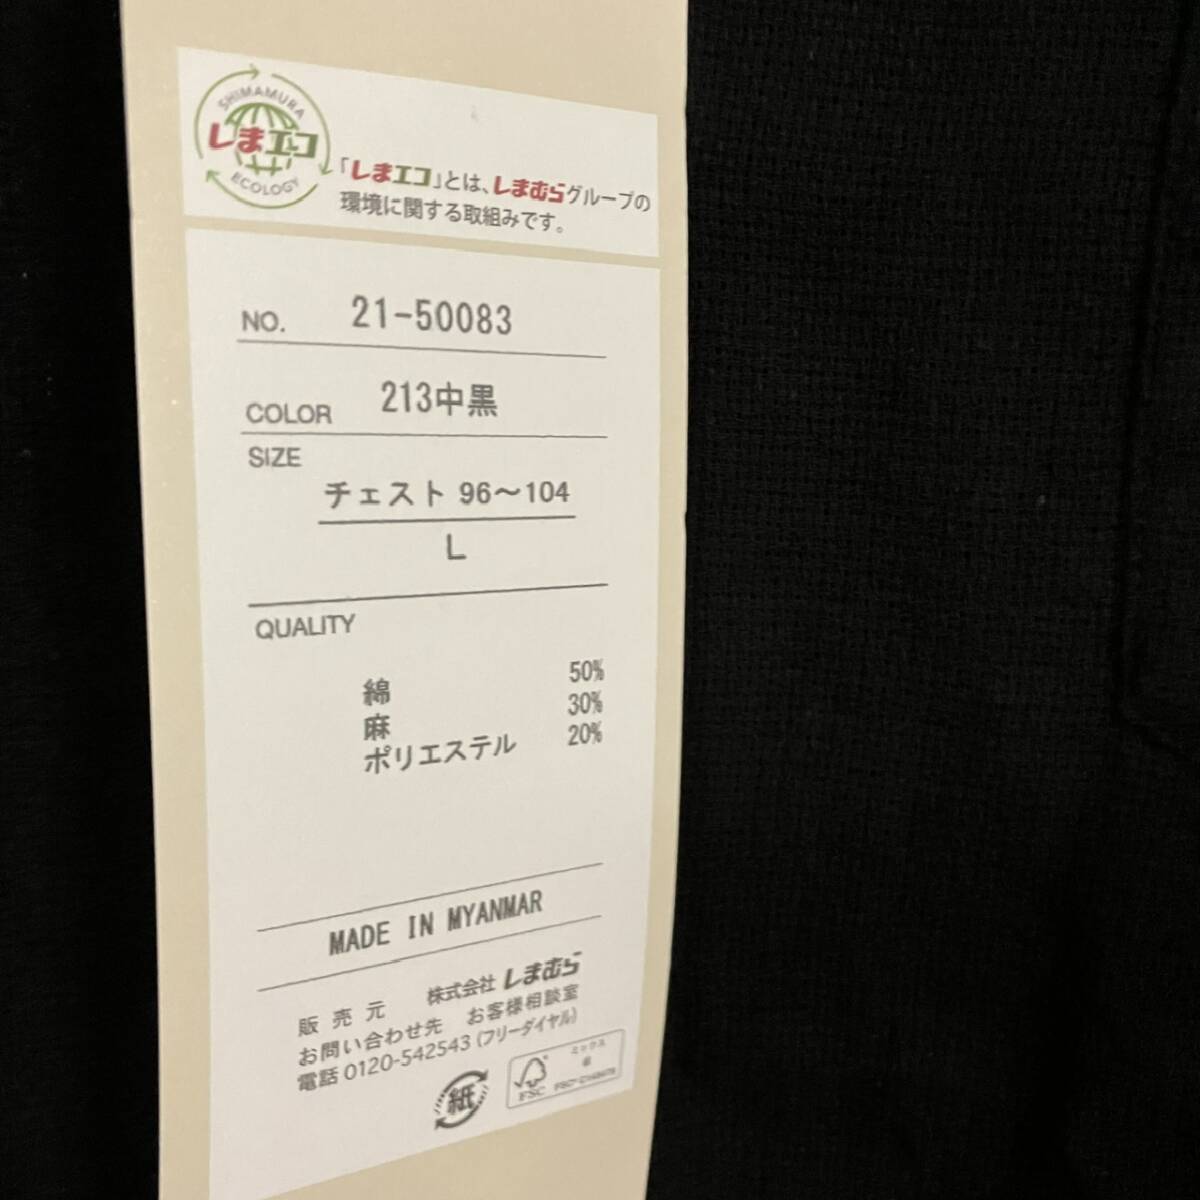 SHIMAMURA
しまエコ
ECOLOGY
「しまエコ」とは、しまむらグループの
環境に関する取組みです。
NO. 21-50083
COLOR 213中黒
SIZE
チェスト 96～104
L
QUALITY
綿 50%
麻 30%
ポリエステル 20%
MADE IN MYANMAR
販売元 株式会社 しまむら
お問い合わせ先 お客様相談室
電話 0120-542543 (フリーダイヤル)
紙
FSC
ミックス
紙